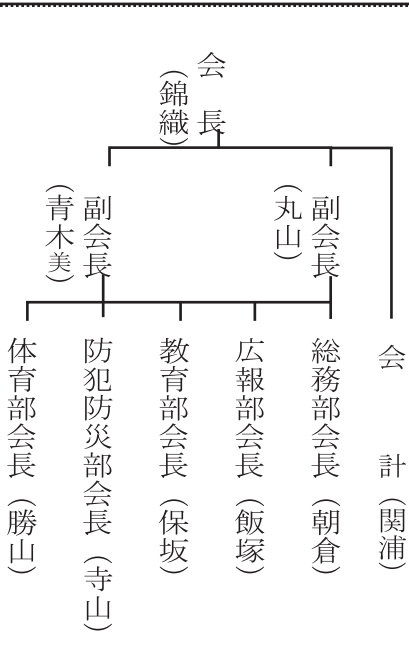 会長
(錦織)
副会長
(丸山)
副会長
(青木美)
会計(関浦)
総務部会長(朝倉)
広報部会長(飯塚)
教育部会長(保坂)
防犯防災部会長(寺山)
体育部会長(勝山)